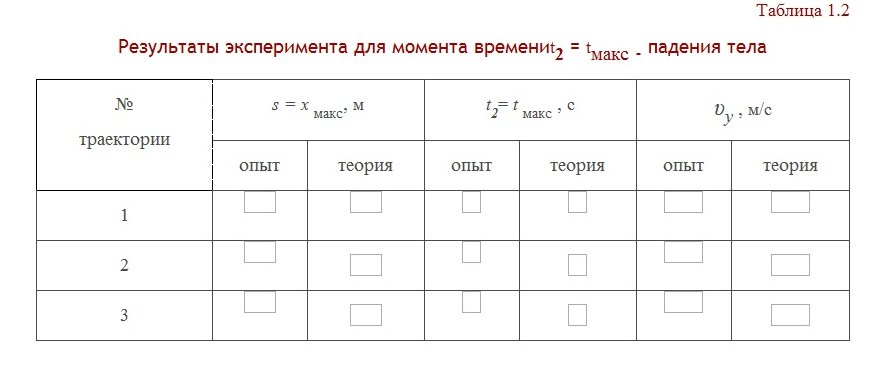 Таблица 1.2
Результаты эксперимента для момента времениt2 = tмакс - падения тела
№ s = x макс, м t2= t макс , с υy , м/с
траектории
опыт теория опыт теория опыт теория
1
2
3